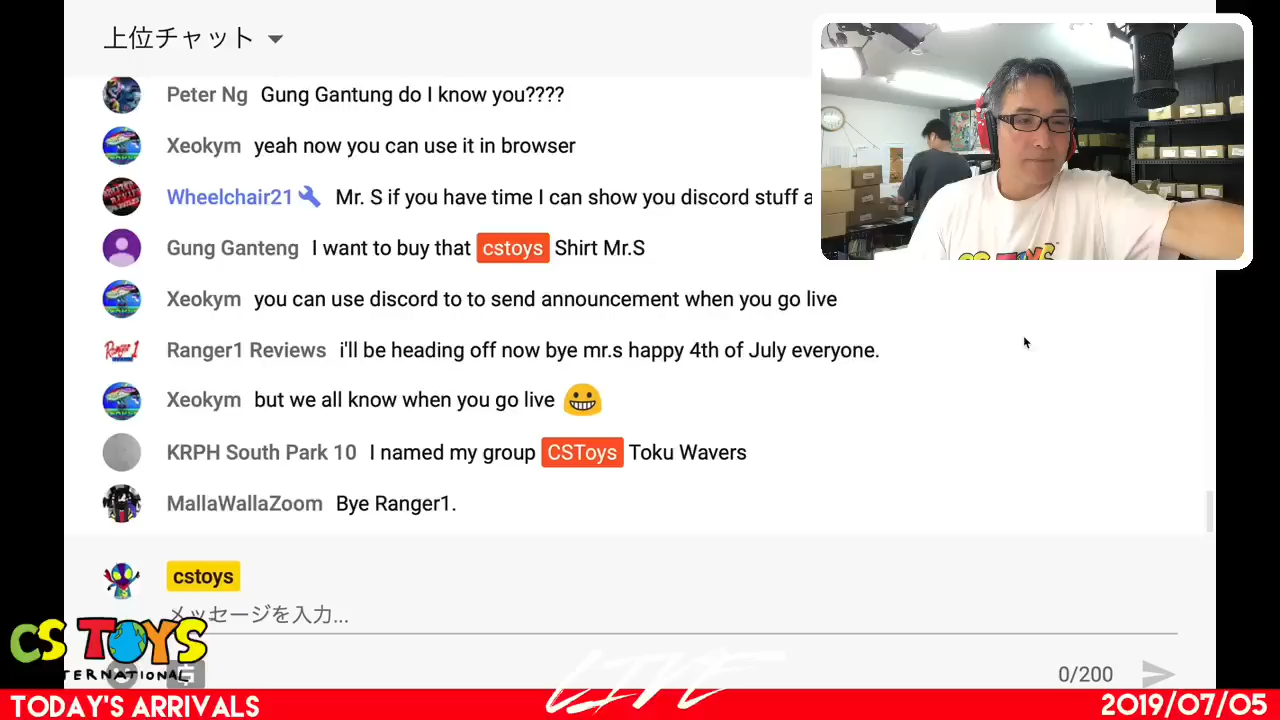 上位チャット
Peter Ng Gung Gantung do I know you????
Xeokym yeah now you can use it in browser
Wheelchair21 Mr. S if you have time I can show you discord stuff a
Gung Ganteng I want to buy that cstoys Shirt Mr.S
Xeokym you can use discord to to send announcement when you go live
Ranger1 Reviews i'll be heading off now bye mr.s happy 4th of July everyone.
Xeokym but we all know when you go live
KRPH South Park 10 I named my group CSToys Toku Wavers
MallaWallaZoom Bye Ranger1.
cstoys
メッセージを入力...
CS TOYS
TERNATIONAL
LIVE
0/200
TODAY'S ARRIVALS
2019/07/05
CS TOYS